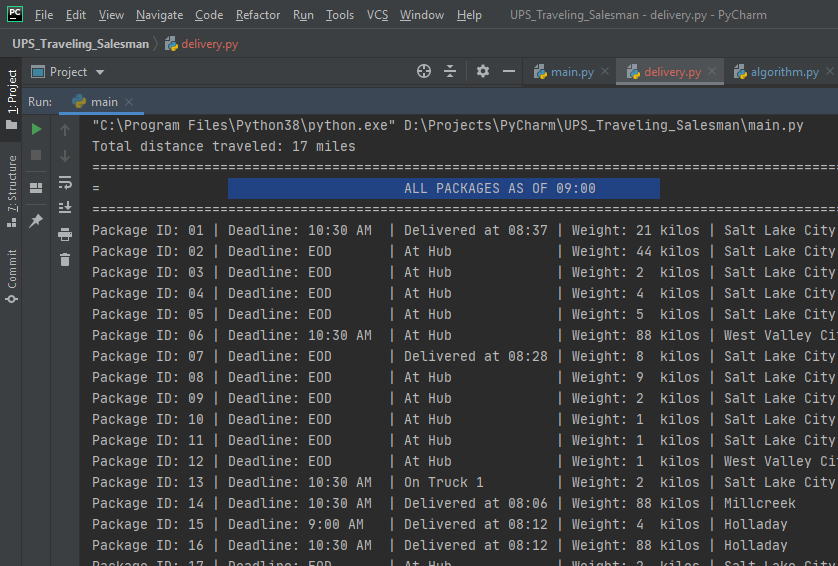 PC File Edit View Navigate Code Refactor Run Tools VCS Window Help UPS_Traveling_Salesman - delivery.py - PyCharm
UPS_Traveling_Salesman delivery.py
Project main.py delivery.py algorithm.py
1: Project
Run: main
7: Structure
Commit
"C:\Program Files\Python38\python.exe" D:\Projects\PyCharm\UPS_Traveling_Salesman\main.py
Total distance traveled: 17 miles
==============================================================================================
= ALL PACKAGES AS OF 09:00
==============================================================================================
Package ID: 01 | Deadline: 10:30 AM | Delivered at 08:37 | Weight: 21 kilos | Salt Lake City
Package ID: 02 | Deadline: EOD | At Hub | Weight: 44 kilos | Salt Lake City
Package ID: 03 | Deadline: EOD | At Hub | Weight: 2 kilos | Salt Lake City
Package ID: 04 | Deadline: EOD | At Hub | Weight: 4 kilos | Salt Lake City
Package ID: 05 | Deadline: EOD | At Hub | Weight: 5 kilos | Salt Lake City
Package ID: 06 | Deadline: 10:30 AM | At Hub | Weight: 88 kilos | West Valley Ci
Package ID: 07 | Deadline: EOD | Delivered at 08:28 | Weight: 8 kilos | Salt Lake City
Package ID: 08 | Deadline: EOD | At Hub | Weight: 9 kilos | Salt Lake City
Package ID: 09 | Deadline: EOD | At Hub | Weight: 2 kilos | Salt Lake City
Package ID: 10 | Deadline: EOD | At Hub | Weight: 1 kilos | Salt Lake City
Package ID: 11 | Deadline: EOD | At Hub | Weight: 1 kilos | Salt Lake City
Package ID: 12 | Deadline: EOD | At Hub | Weight: 1 kilos | West Valley Ci
Package ID: 13 | Deadline: 10:30 AM | On Truck 1 | Weight: 2 kilos | Salt Lake City
Package ID: 14 | Deadline: 10:30 AM | Delivered at 08:06 | Weight: 88 kilos | Millcreek
Package ID: 15 | Deadline: 9:00 AM | Delivered at 08:12 | Weight: 4 kilos | Holladay
Package ID: 16 | Deadline: 10:30 AM | Delivered at 08:12 | Weight: 88 kilos | Holladay
Package ID: 17 | Deadline: EOD | At Hub | Weight: 2 kilos | Salt Lake City